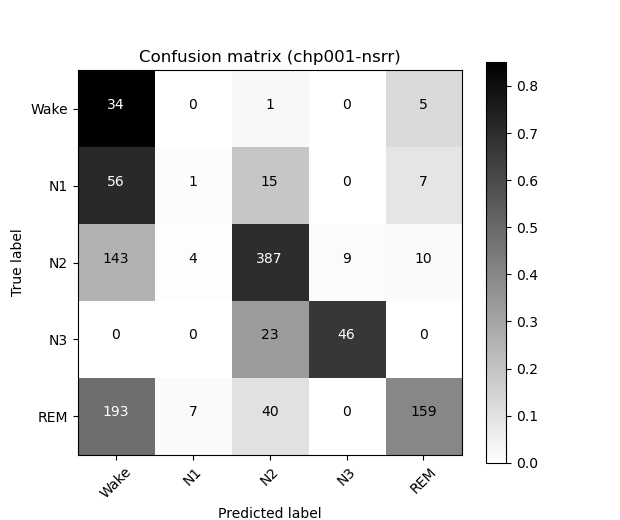 Confusion matrix (chp001-nsrr)
True label
Wake 34 0 1 0 5
N1 56 1 15 0 7
N2 143 4 387 9 10
N3 0 0 23 46 0
REM 193 7 40 0 159
Wake N1 N2 N3 REM
Predicted label
0.8
0.7
0.6
0.5
0.4
0.3
0.2
0.1
0.0